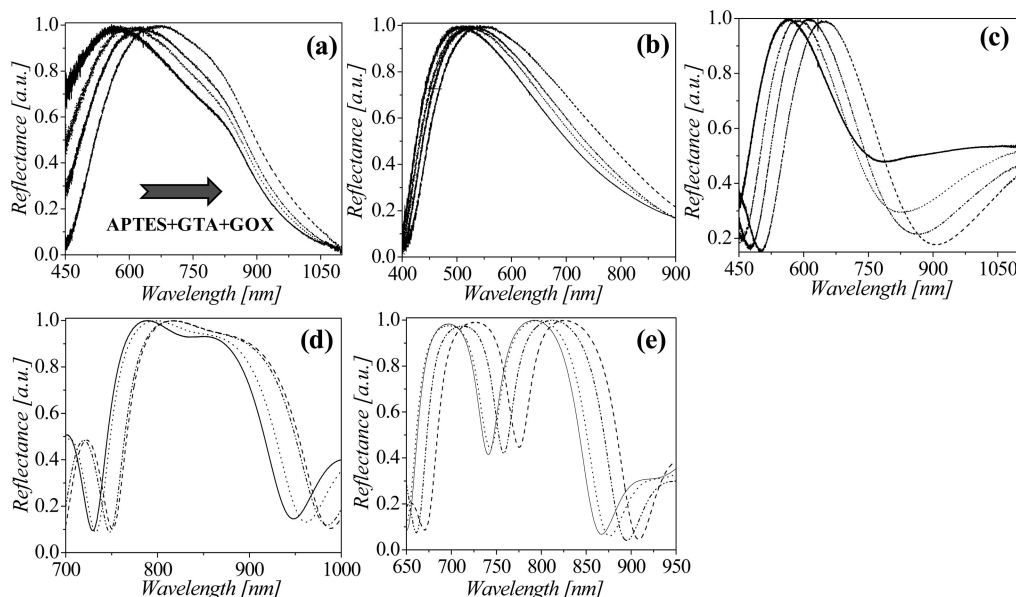 (a)
Reflectance [a.u.]
1.0
0.8
0.6
0.4
0.2
0.0
APTES+GTA+GOX
450 600 750 900 1050
Wavelength [nm]
(b)
Reflectance [a.u.]
1.0
0.8
0.6
0.4
0.2
0.0
400 500 600 700 800 900
Wavelength [nm]
(c)
Reflectance [a.u.]
1.0
0.8
0.6
0.4
0.2
450 600 750 900 1050
Wavelength [nm]
(d)
Reflectance [a.u.]
1.0
0.8
0.6
0.4
0.2
0.0
700 800 900 1000
Wavelength [nm]
(e)
Reflectance [a.u.]
1.0
0.8
0.6
0.4
0.2
0.0
650 700 750 800 850 900 950
Wavelength [nm]